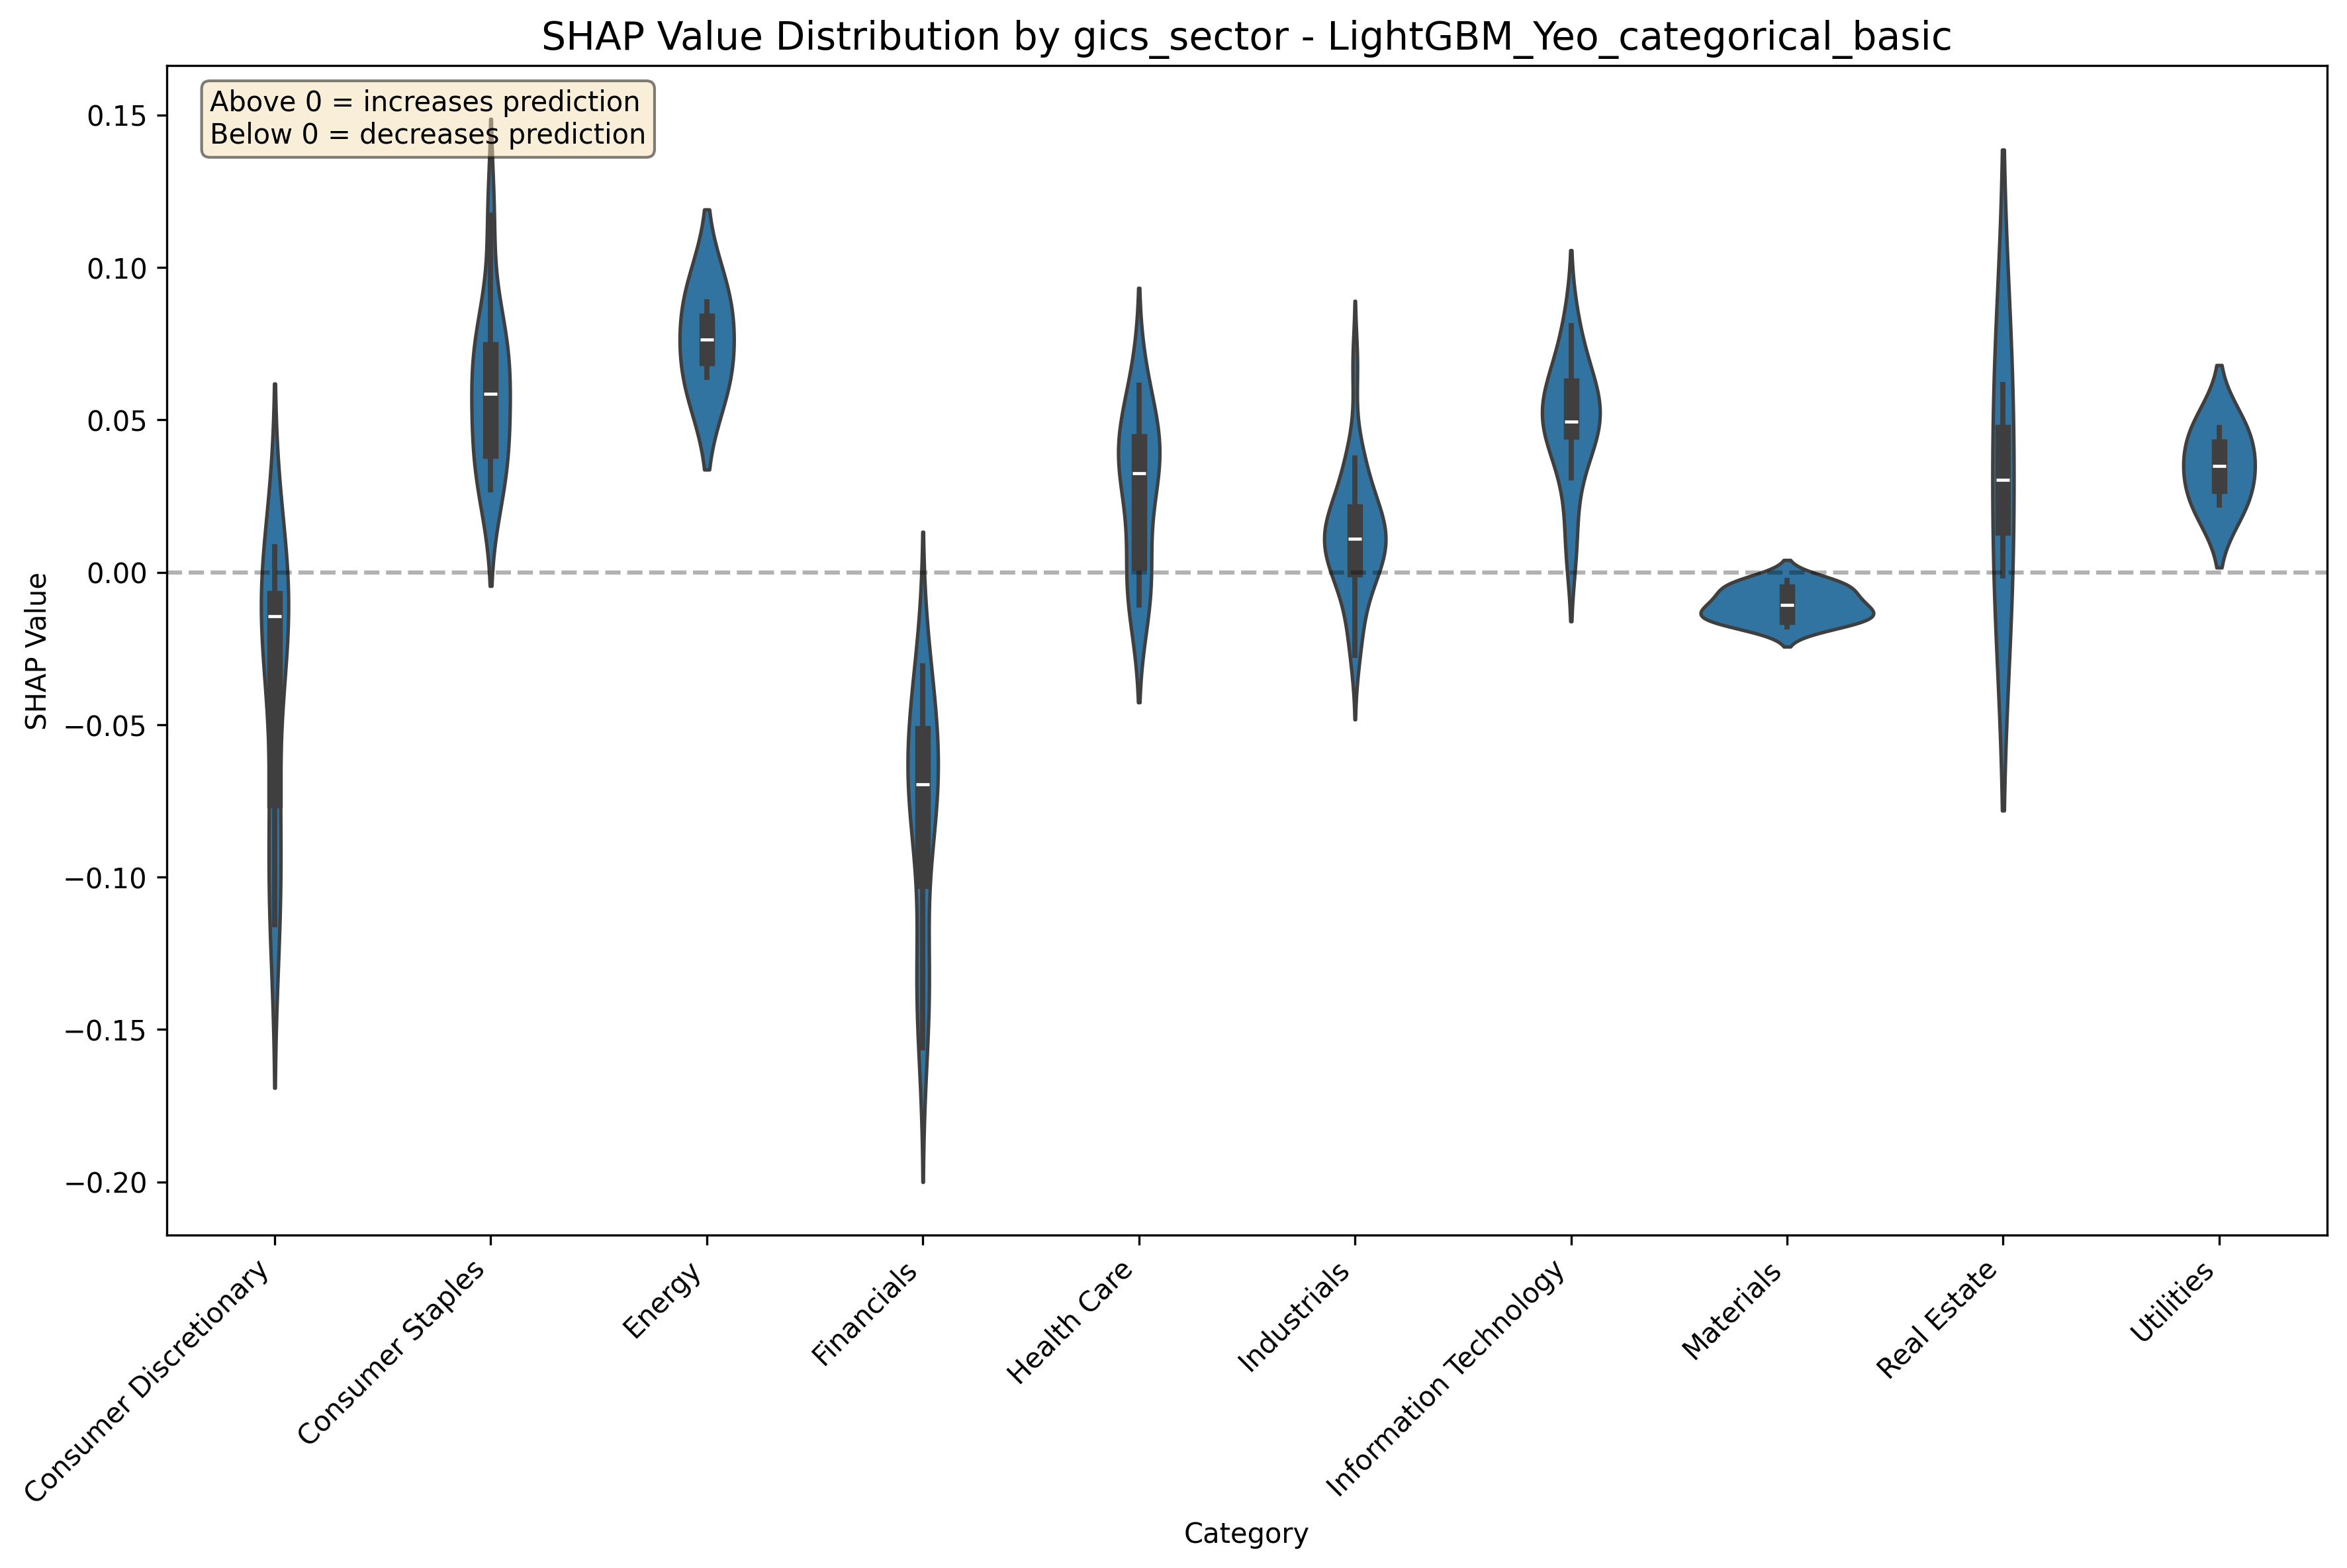 SHAP Value Distribution by gics_sector - LightGBM_Yeo_categorical_basic
Above 0 = increases prediction
Below 0 = decreases prediction
SHAP Value
0.15
0.10
0.05
0.00
−0.05
−0.10
−0.15
−0.20
Consumer Discretionary
Consumer Staples
Energy
Financials
Health Care
Industrials
Information Technology
Materials
Real Estate
Utilities
Category